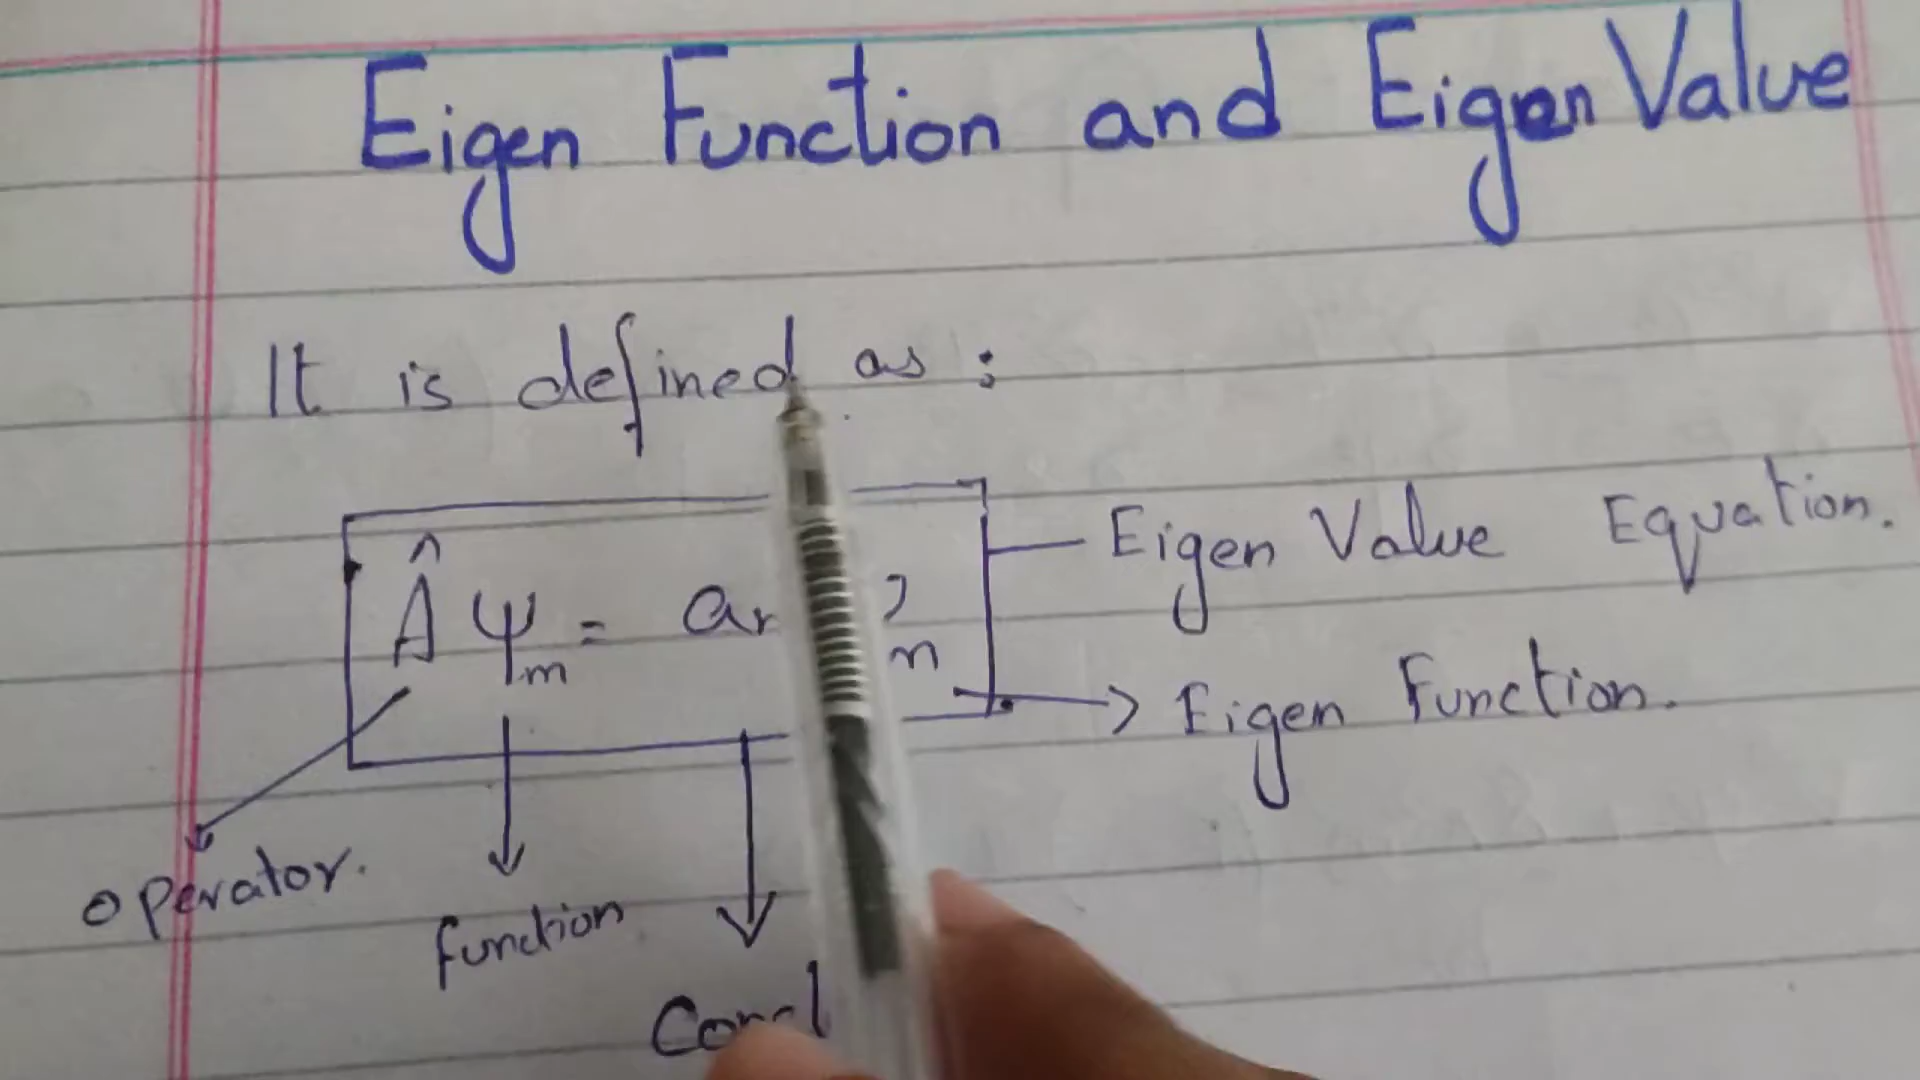 Eigen Function and Eigen Value
It is defined as :
Eigen Value Equation.
Â ψm =
Eigen Function.
operator.
function